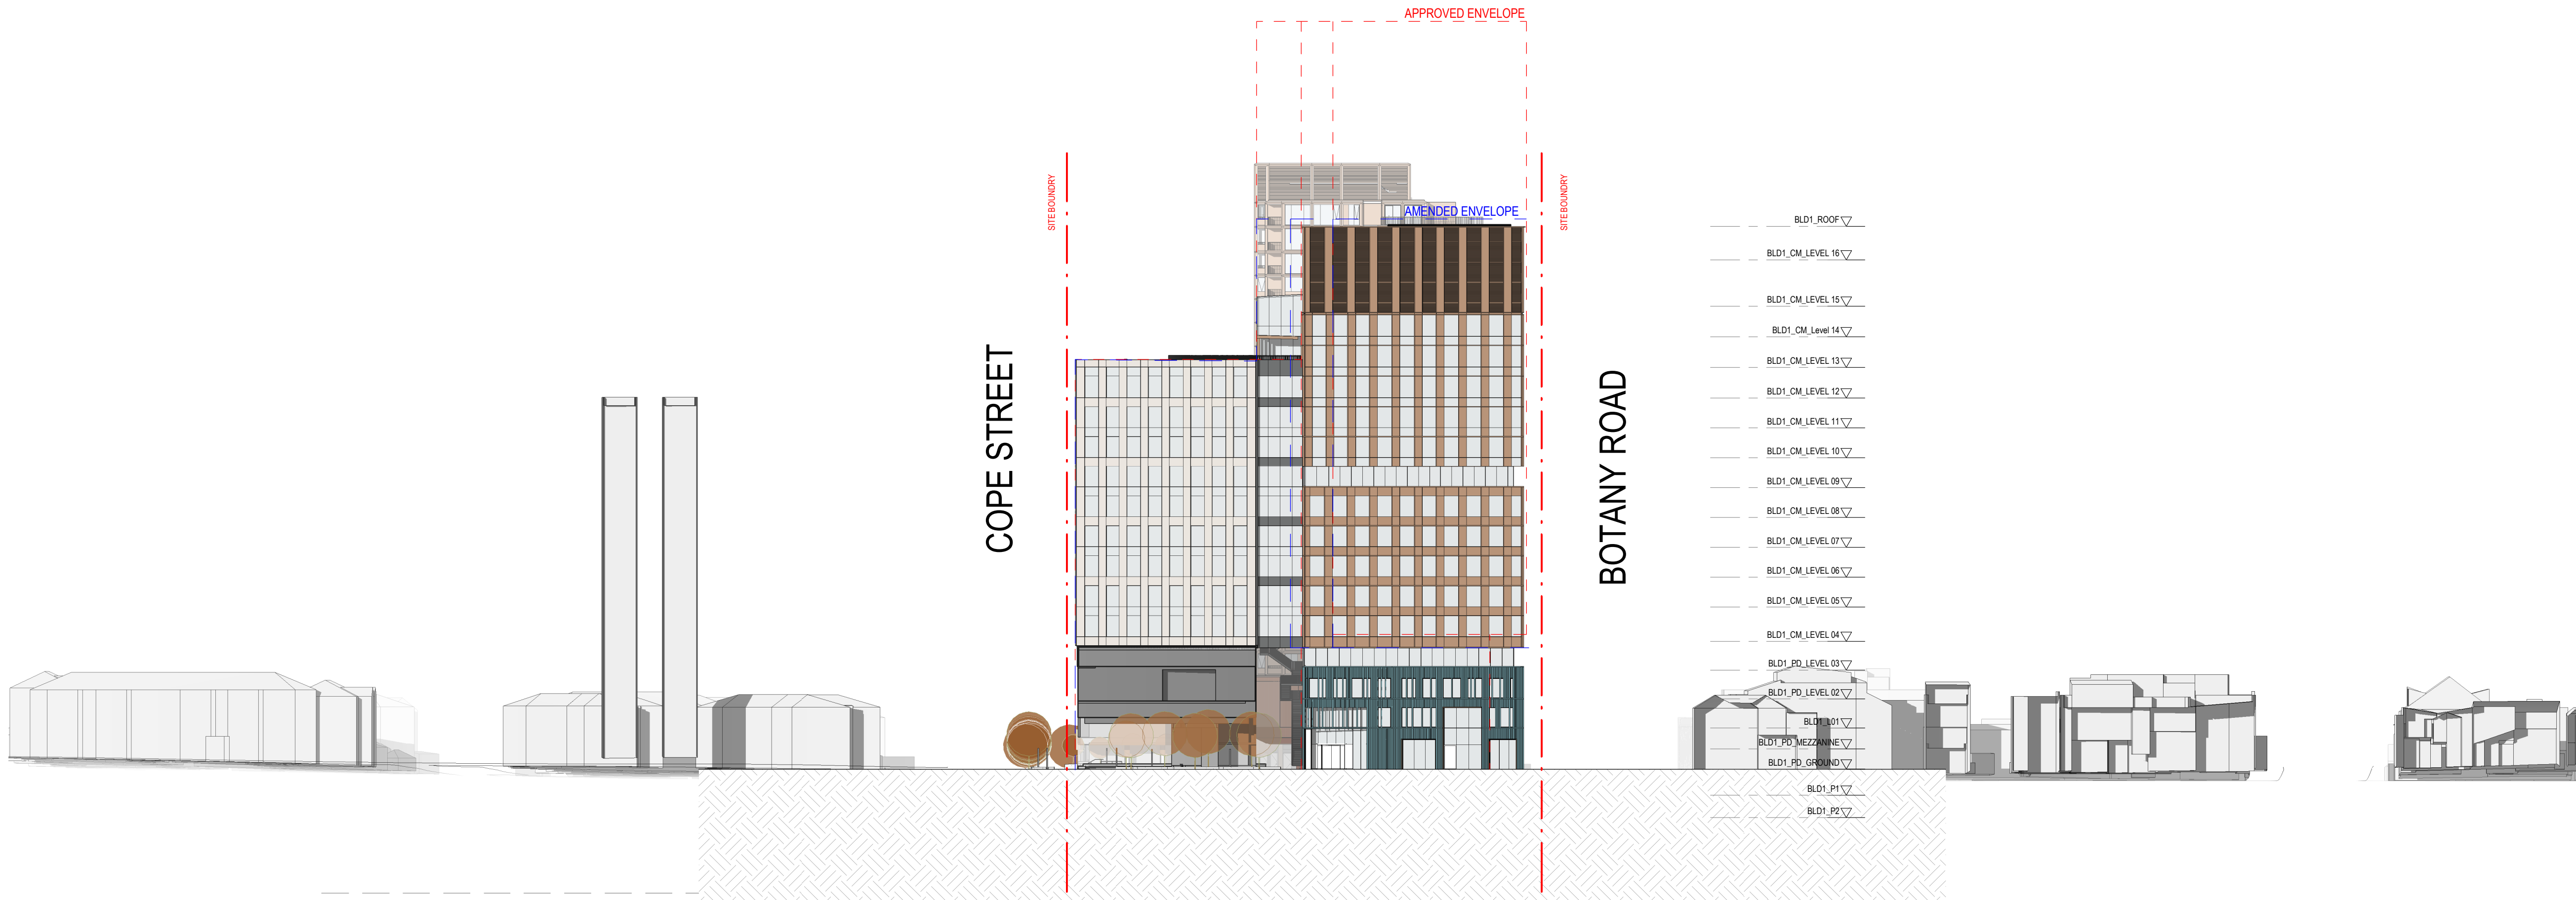 APPROVED ENVELOPE
SITE BOUNDRY
SITE BOUNDRY
AMENDED ENVELOPE
COPE STREET
BOTANY ROAD
BLD1_ROOF
BLD1_CM_LEVEL 16
BLD1_CM_LEVEL 15
BLD1_CM_Level 14
BLD1_CM_LEVEL 13
BLD1_CM_LEVEL 12
BLD1_CM_LEVEL 11
BLD1_CM_LEVEL 10
BLD1_CM_LEVEL 09
BLD1_CM_LEVEL 08
BLD1_CM_LEVEL 07
BLD1_CM_LEVEL 06
BLD1_CM_LEVEL 05
BLD1_CM_LEVEL 04
BLD1_PD_LEVEL 03
BLD1_PD_LEVEL 02
BLD1_L01
BLD1_PD_MEZZANINE
BLD1_PD_GROUND
BLD1_P1
BLD1_P2